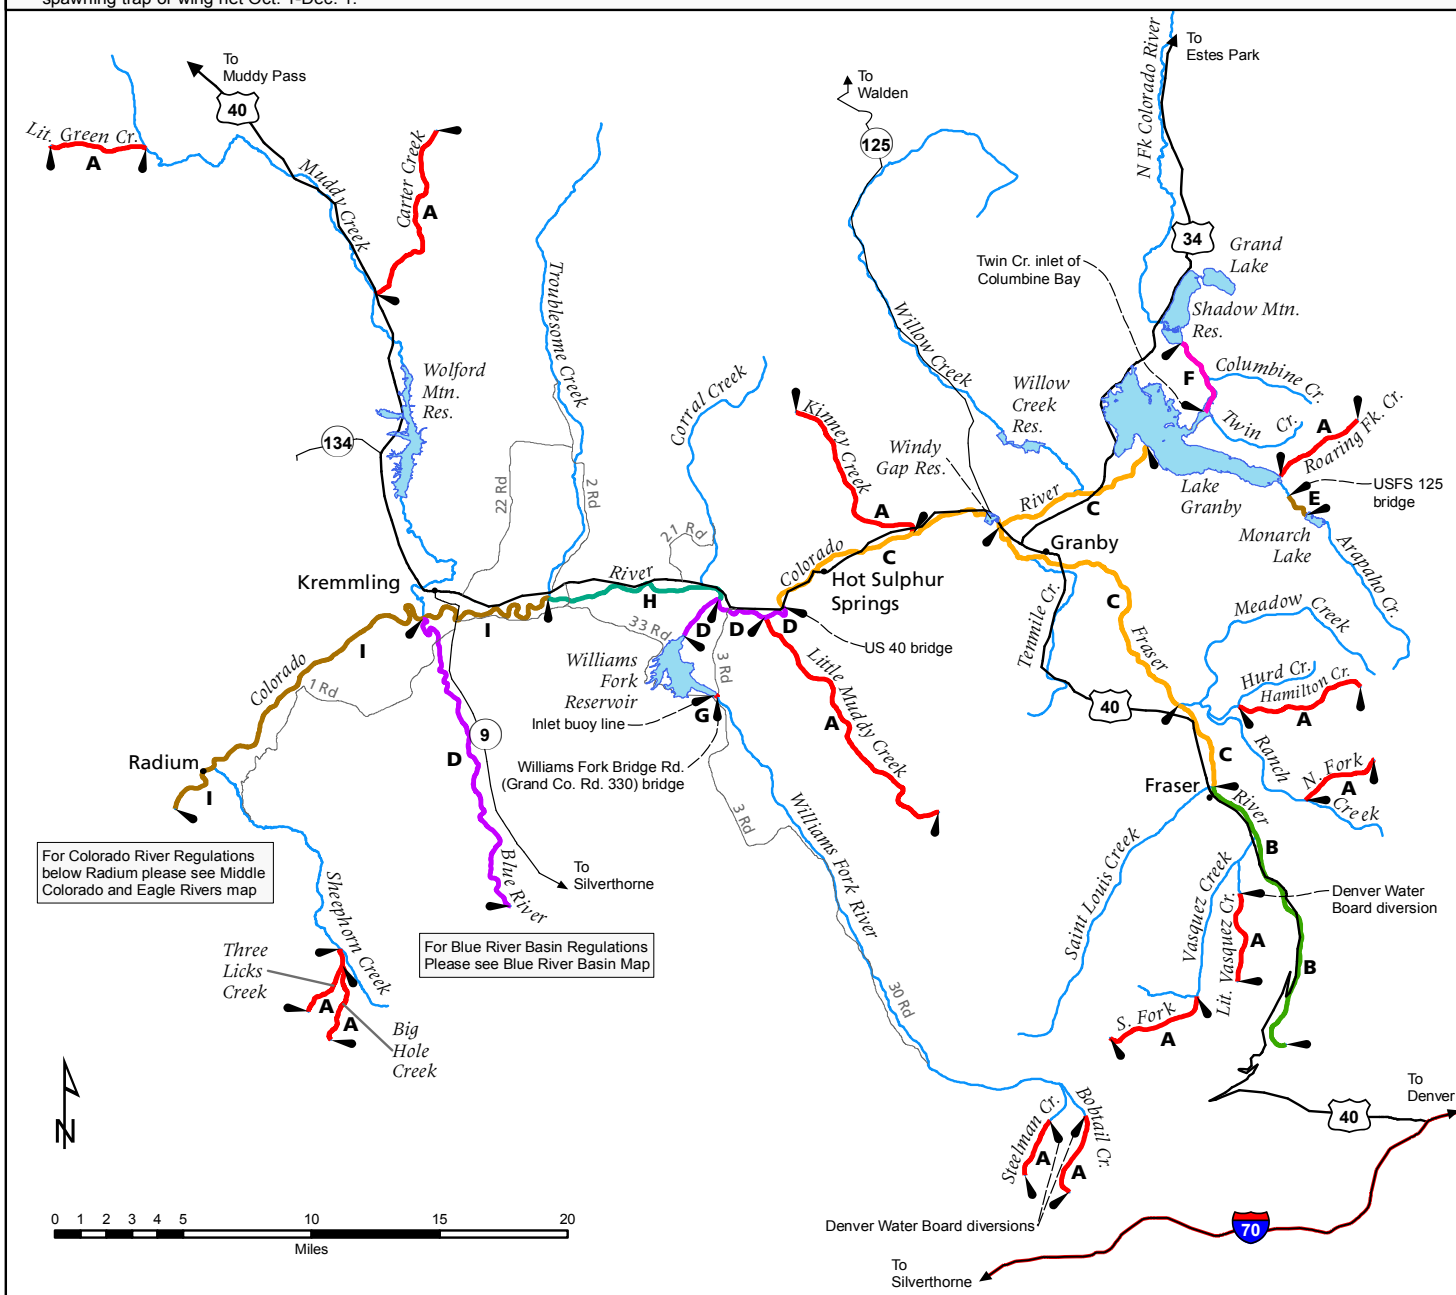 spawning trap or wing net Oct. 1-Dec. 1.
To
Muddy Pass
40
Lit. Green Cr.
A
Muddy Creek
Carter Creek
A
To
Walden
125
N Fk Colorado River
To
Estes Park
34
Grand
Lake
Twin Cr. inlet of
Columbine Bay
Shadow Mtn.
Res.
Troublesome Creek
Willow Creek
Wolford
Mtn.
Res.
Corral Creek
Willow
Creek
Res.
F
Columbine Cr.
Twin Cr.
A
Roaring Fk. Cr.
134
Kinney Creek
A
Windy
Gap Res.
22 Rd
2 Rd
21 Rd
River
C
Lake
Granby
E
USFS 125
bridge
Monarch
Lake
Arapaho Cr.
Granby
Colorado
C
Hot Sulphur
Springs
Kremmling
River
H
I
I
33 Rd
D
D
D
3 Rd
US 40 bridge
Tenmile Cr.
C
Fraser
Meadow Creek
Hurd Cr.
Hamilton Cr.
A
Colorado
1 Rd
Williams
Fork
Reservoir
Inlet buoy line
G
Little Muddy Creek
A
40
Ranch
Creek
N. Fork
A
C
9
D
Radium
I
Williams Fork Bridge Rd.
(Grand Co. Rd. 330) bridge
3 Rd
Fraser
River
B
For Colorado River Regulations
below Radium please see Middle
Colorado and Eagle Rivers map
Blue River
To
Silverthorne
Williams Fork River
Saint Louis Creek
Vasquez Creek
Lit. Vasquez Cr.
A
Denver Water
Board diversion
B
Sheephorn Creek
For Blue River Basin Regulations
Please see Blue River Basin Map
Three
Licks
Creek
A
A
Big
Hole
Creek
30 Rd
S. Fork
A
N
Steelman Cr.
A
Bobtail Cr.
A
To
Denver
40
Denver Water Board diversions
70
0 1 2 3 4 5 10 15 20
Miles
To
Silverthorne